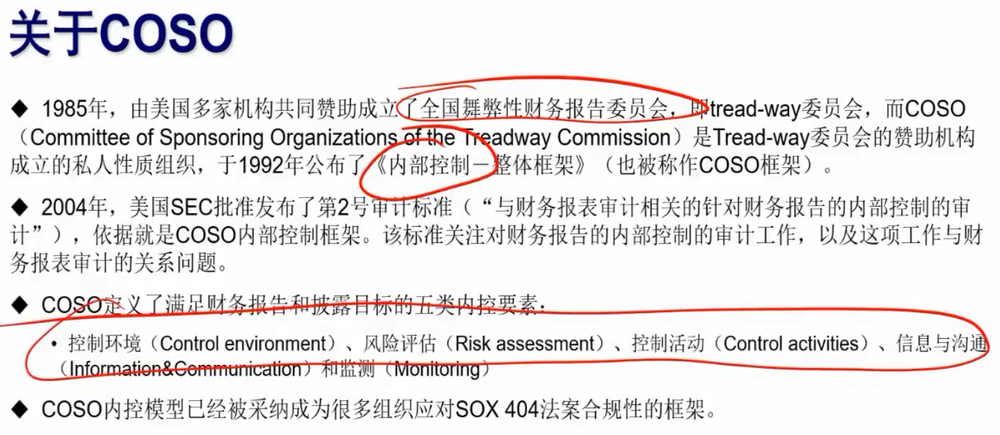 关于COSO
◆ 1985年，由美国多家机构共同赞助成立了全国舞弊性财务报告委员会，即tread-way委员会，而COSO
（Committee of Sponsoring Organizations of the Treadway Commission）是Tread-way委员会的赞助机构
成立的私人性质组织，于1992年公布了《内部控制－整体框架》（也被称作COSO框架）。
◆ 2004年，美国SEC批准发布了第2号审计标准（“与财务报表审计相关的针对财务报告的内部控制的审
计”），依据就是COSO内部控制框架。该标准关注对财务报告的内部控制的审计工作，以及这项工作与财
务报表审计的关系问题。
◆ COSO定义了满足财务报告和披露目标的五类内控要素：
• 控制环境（Control environment）、风险评估（Risk assessment）、控制活动（Control activities）、信息与沟通
（Information&Communication）和监测（Monitoring）
◆ COSO内控模型已经被采纳成为很多组织应对SOX 404法案合规性的框架。